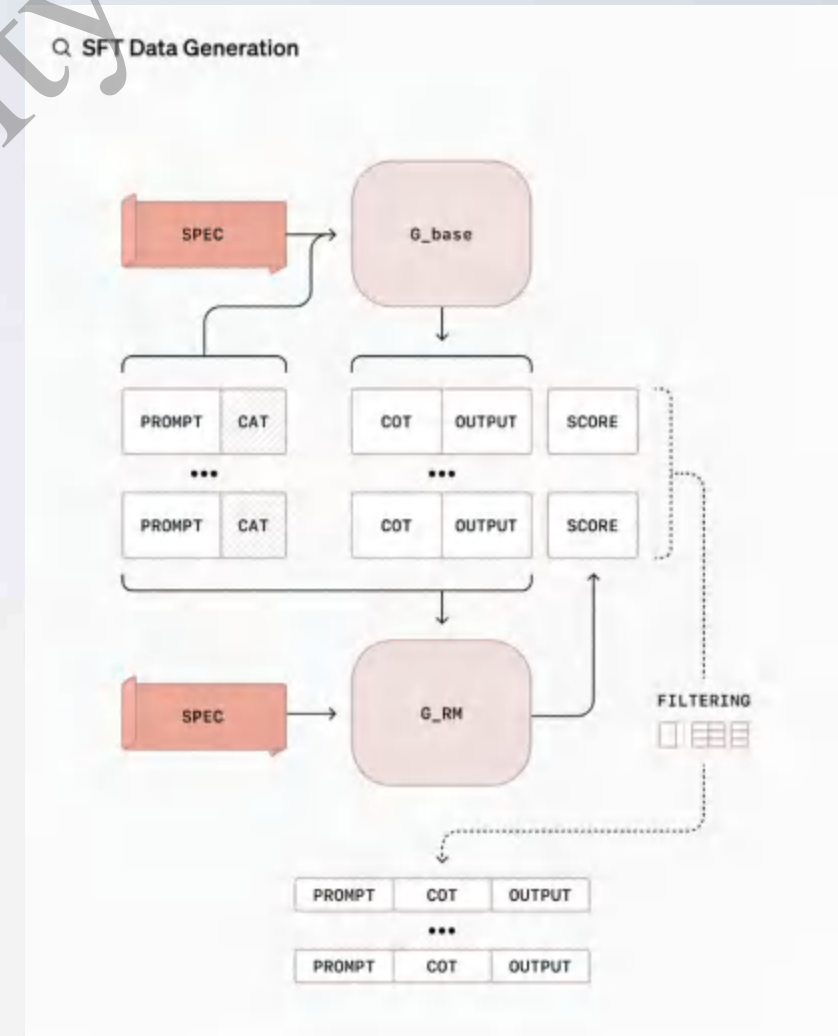 ity
SFT Data Generation
SPEC
G_base
PROMPT CAT COT OUTPUT SCORE
•••
•••
PROMPT CAT COT OUTPUT SCORE
SPEC
G_RM
FILTERING
PROMPT COT OUTPUT
•••
PROMPT COT OUTPUT